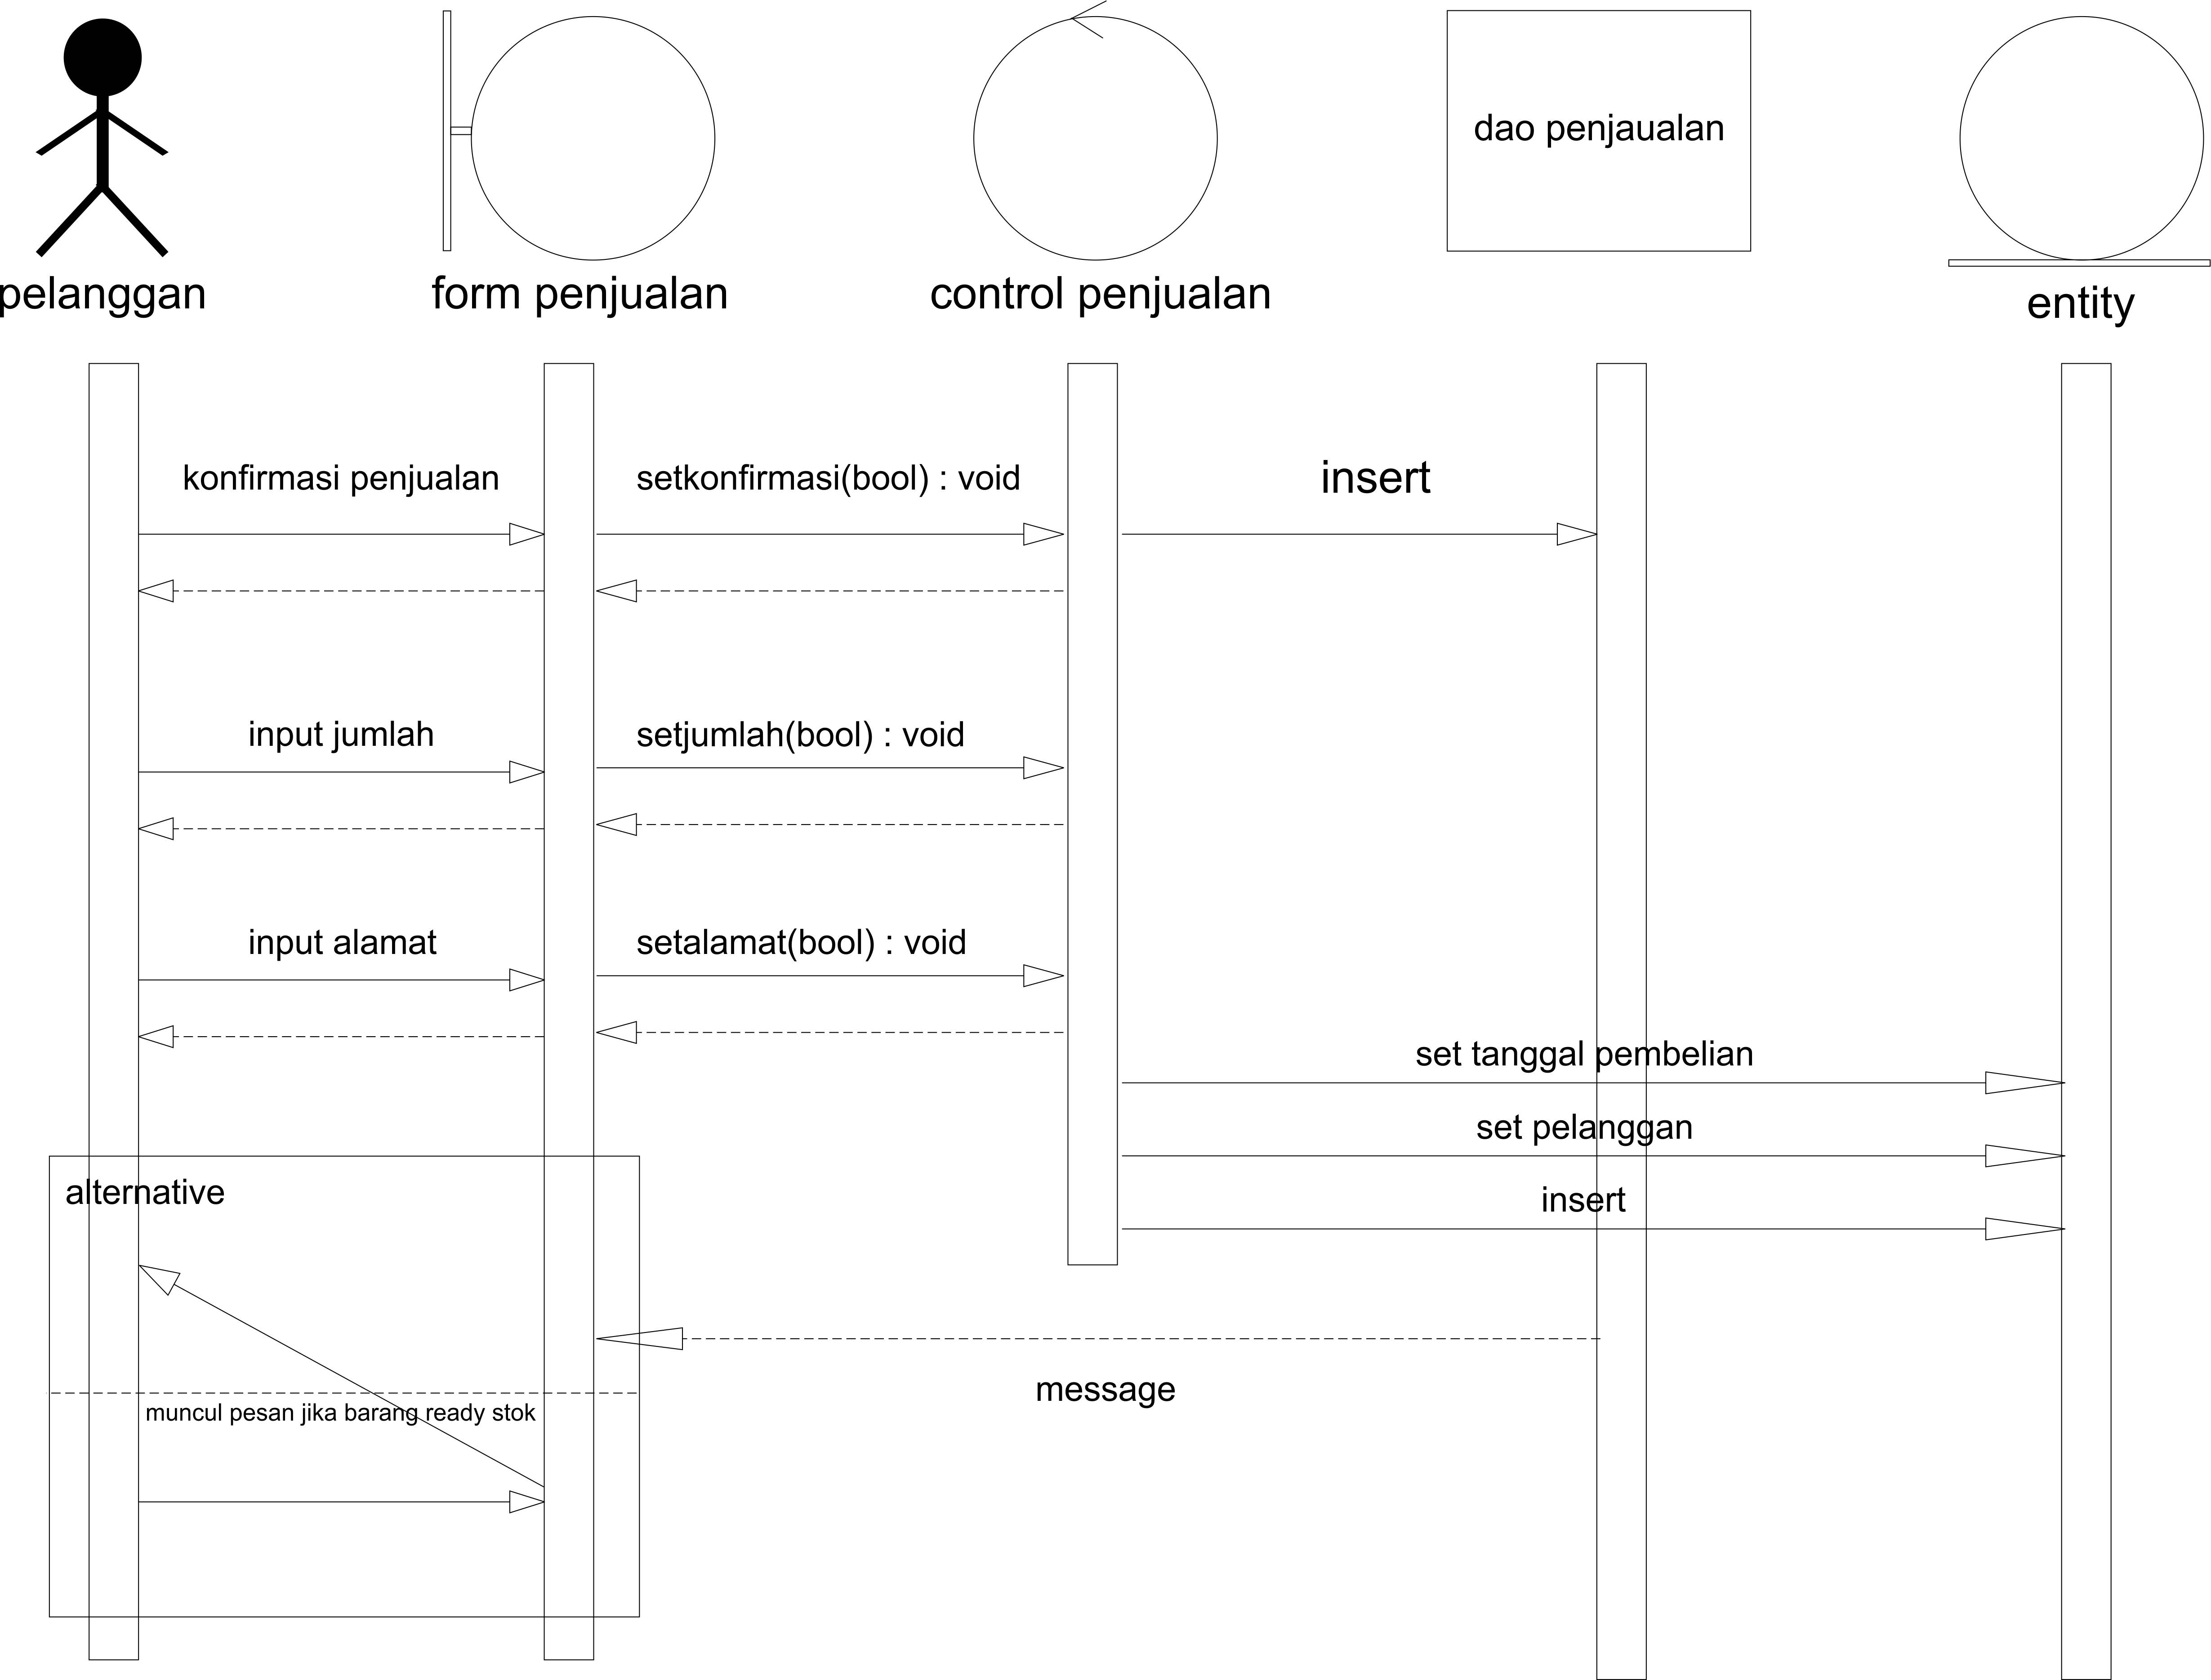 dao penjaualan
pelanggan
form penjualan
control penjualan
entity
konfirmasi penjualan
setkonfirmasi(bool) : void
insert
input jumlah
setjumlah(bool) : void
input alamat
setalamat(bool) : void
set tanggal pembelian
set pelanggan
alternative
insert
message
muncul pesan jika barang ready stok